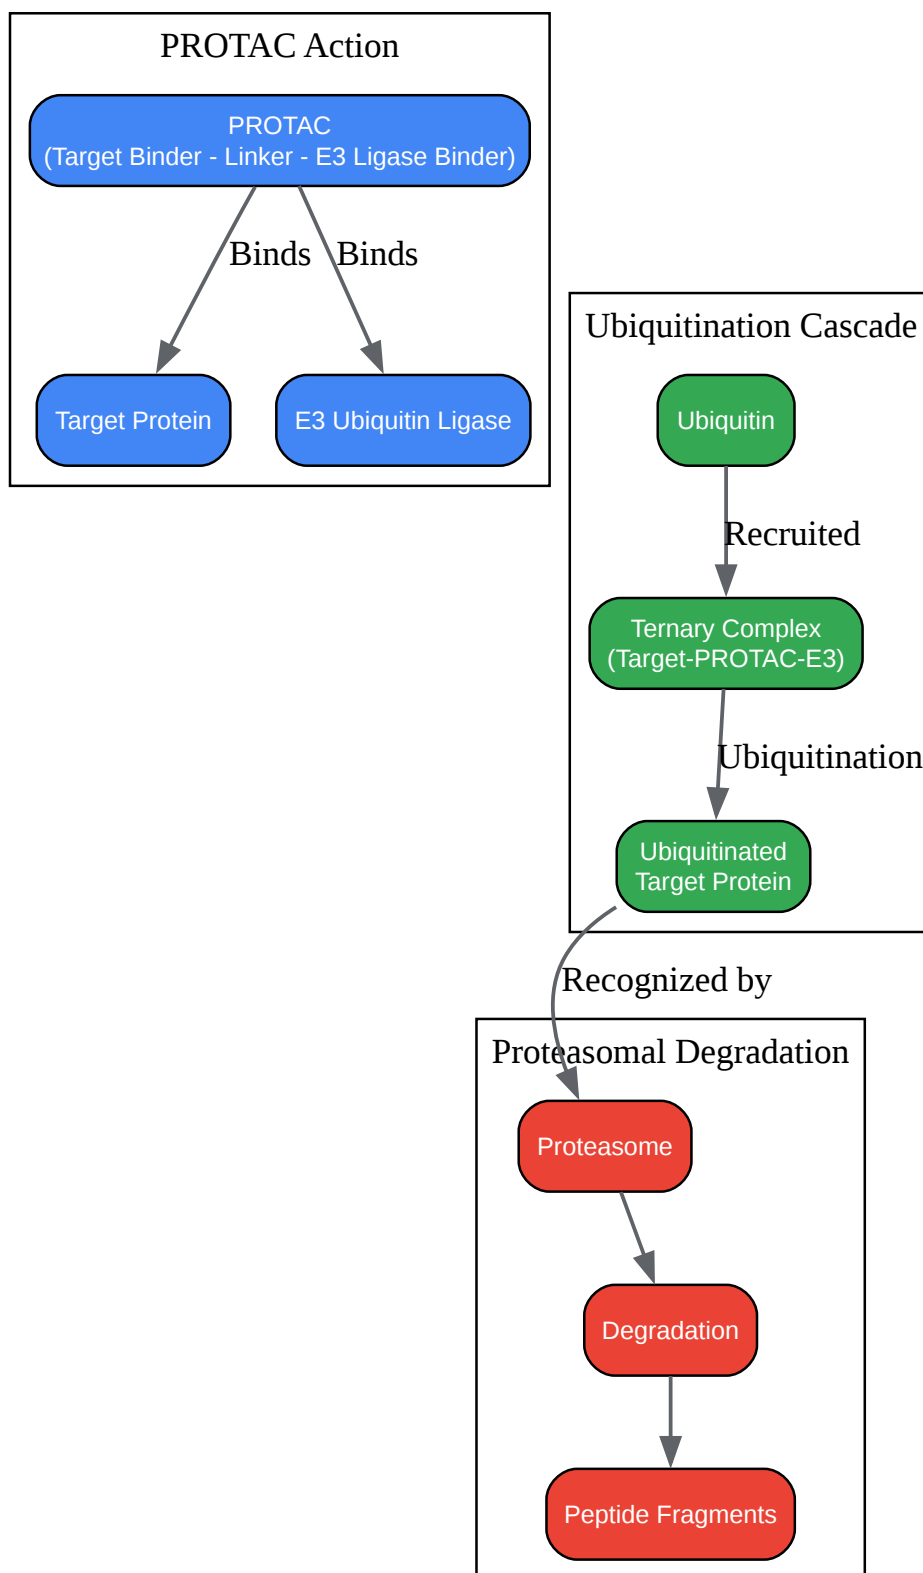 PROTAC Action
PROTAC
(Target Binder - Linker - E3 Ligase Binder)
Binds
Binds
Target Protein
E3 Ubiquitin Ligase
Ubiquitination Cascade
Ubiquitin
Recruited
Ternary Complex
(Target-PROTAC-E3)
Ubiquitination
Ubiquitinated
Target Protein
Recognized by
Proteasomal Degradation
Proteasome
Degradation
Peptide Fragments